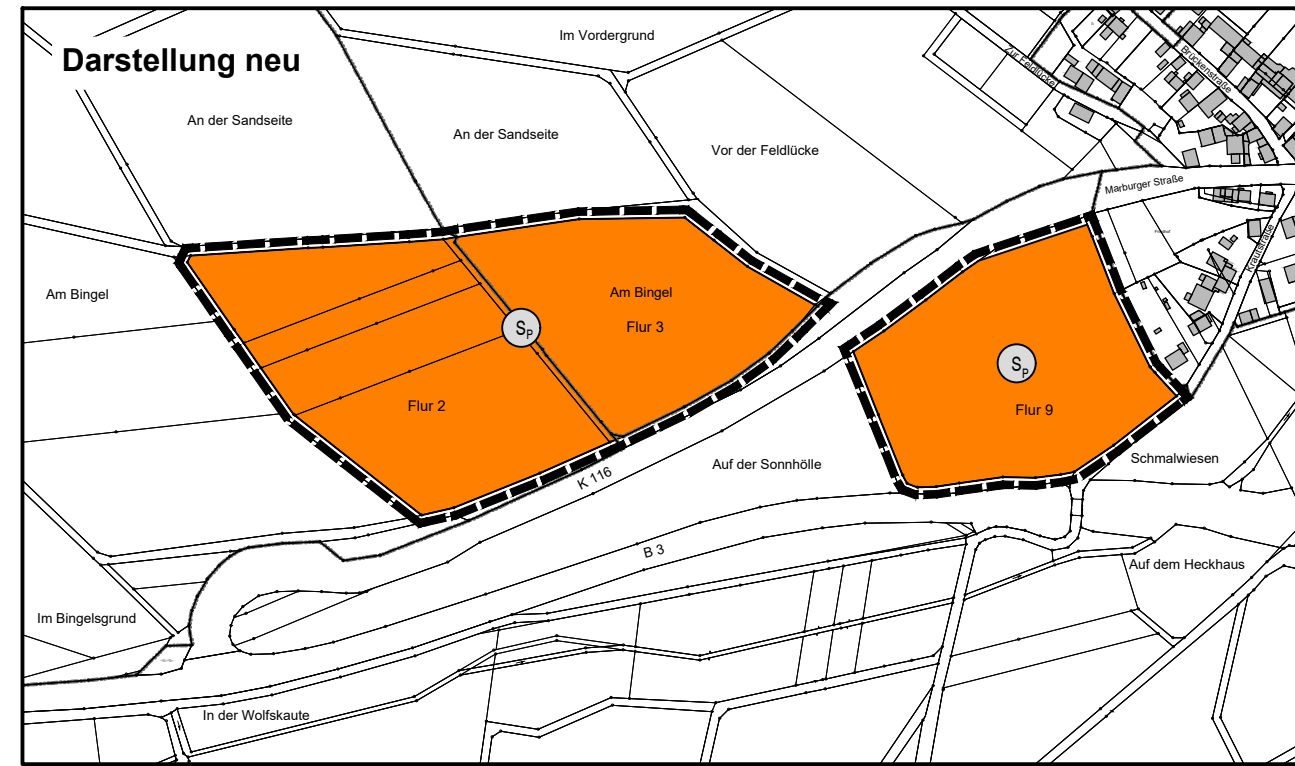 Darstellung neu
Im Vordergrund
Zur Feldlücke
Brückenstraße
An der Sandseite
An der Sandseite
Vor der Feldlücke
Marburger Straße
Friedhof
Krautstraße
Am Bingel
Am Bingel
Flur 3
SP
SP
Flur 2
Flur 9
Auf der Sonnhölle
Schmalwiesen
K 116
B 3
Auf dem Heckhaus
Im Bingelsgrund
In der Wolfskaute